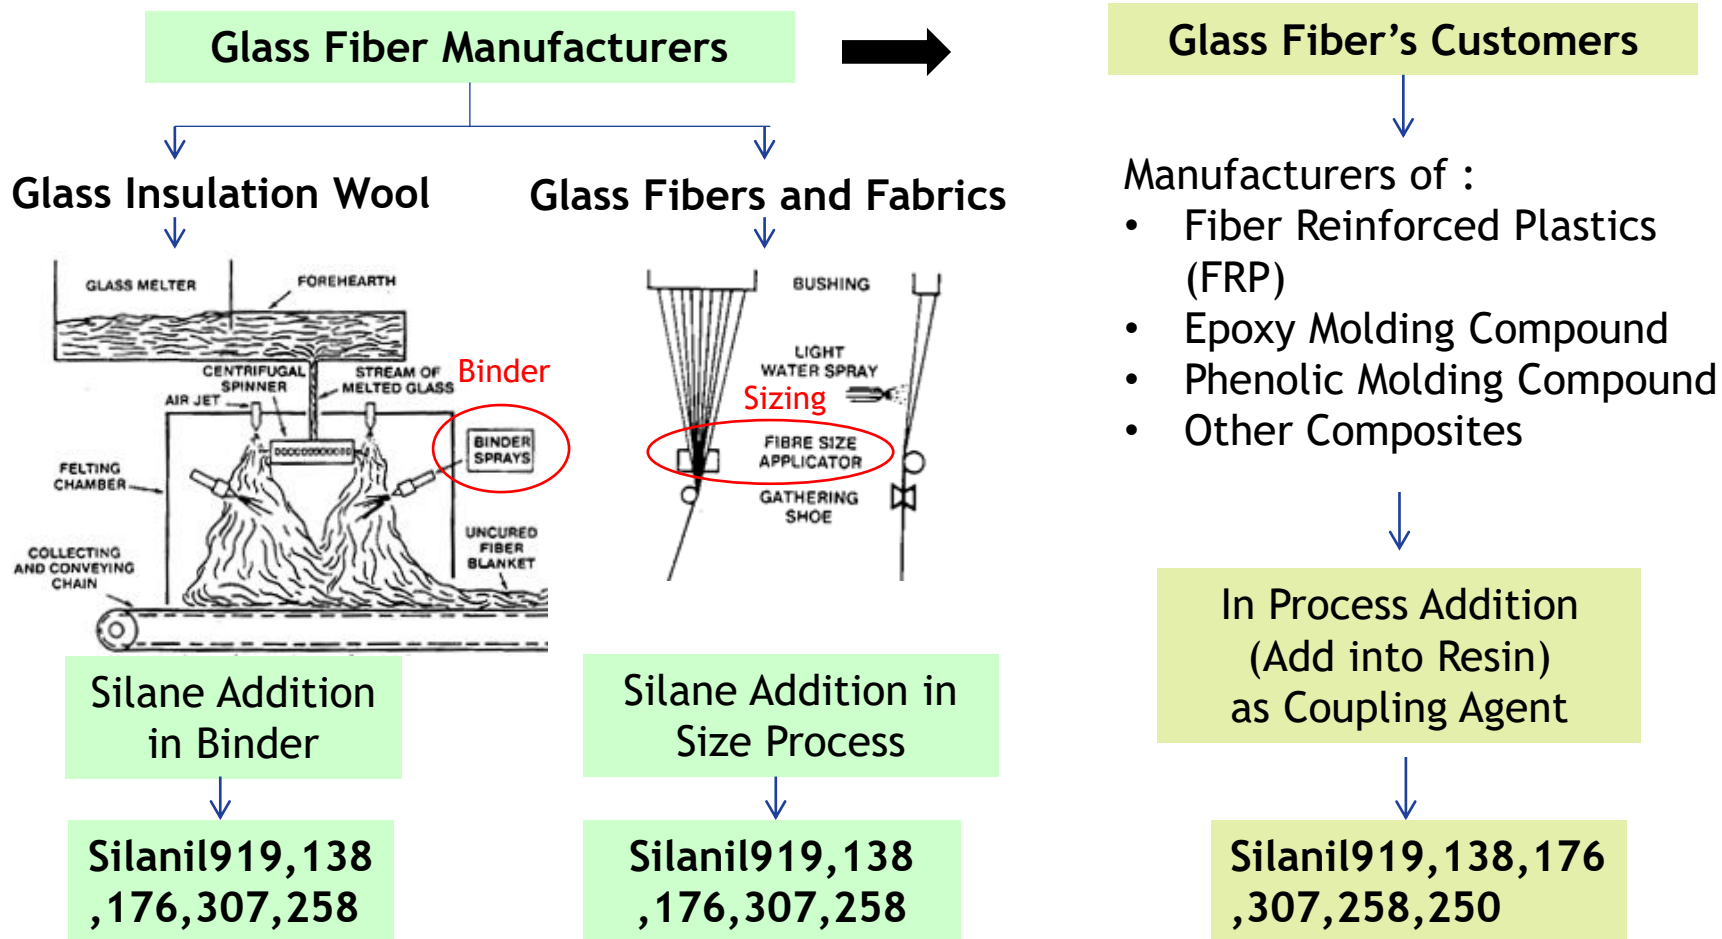 Glass Fiber Manufacturers
Glass Insulation Wool
GLASS MELTER
FOREHEARTH
CENTRIFUGAL
SPINNER
STREAM OF
MELTED GLASS
Binder
AIR JET
BINDER
SPRAYS
FELTING
CHAMBER
UNCURED
FIBER
BLANKET
COLLECTING
AND CONVEYING
CHAIN
Silane Addition
in Binder
Silanil919,138
,176,307,258
Glass Fibers and Fabrics
BUSHING
LIGHT
WATER SPRAY
Sizing
FIBRE SIZE
APPLICATOR
GATHERING
SHOE
Silane Addition in
Size Process
Silanil919,138
,176,307,258
Glass Fiber’s Customers
Manufacturers of :
• Fiber Reinforced Plastics
(FRP)
• Epoxy Molding Compound
• Phenolic Molding Compound
• Other Composites
In Process Addition
(Add into Resin)
as Coupling Agent
Silanil919,138,176
,307,258,250